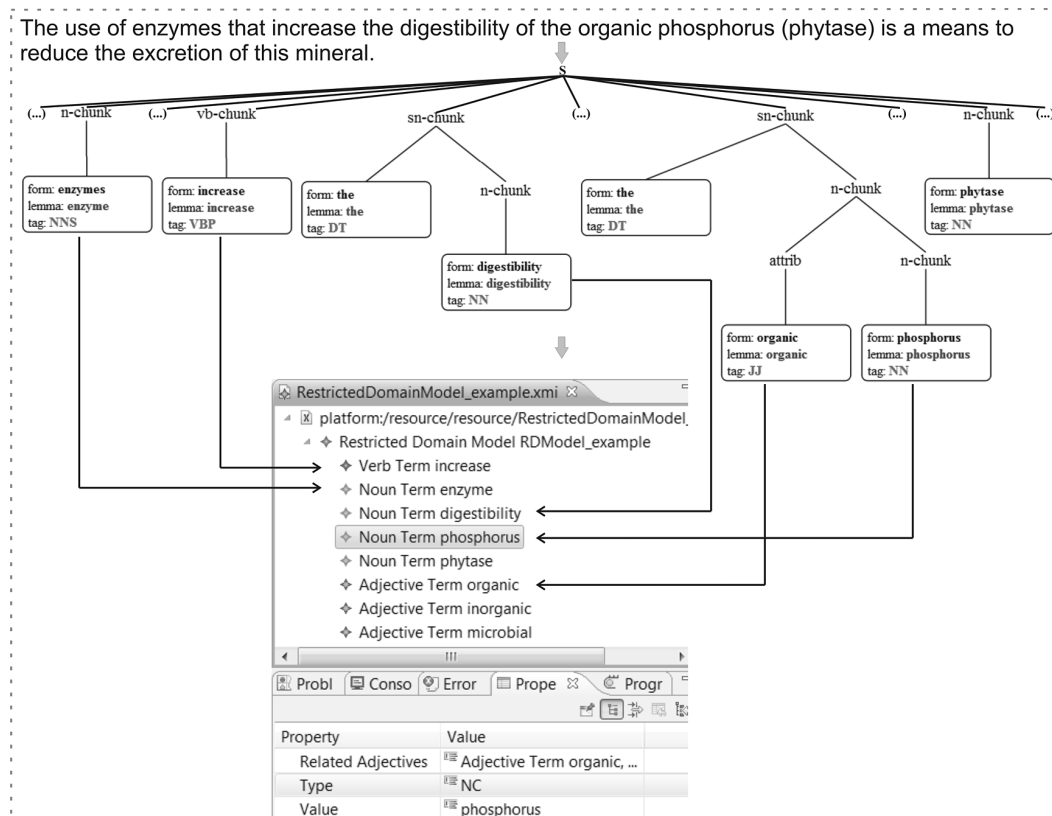 The use of enzymes that increase the digestibility of the organic phosphorus (phytase) is a means to
reduce the excretion of this mineral.
S
(...) n-chunk (...) vb-chunk sn-chunk (...) sn-chunk (...) n-chunk (...)
form: enzymes
lemma: enzyme
tag: NNS
form: increase
lemma: increase
tag: VBP
form: the
lemma: the
tag: DT
n-chunk
form: the
lemma: the
tag: DT
n-chunk
form: phytase
lemma: phytase
tag: NN
form: digestibility
lemma: digestibility
tag: NN
attrib
n-chunk
form: organic
lemma: organic
tag: JJ
form: phosphorus
lemma: phosphorus
tag: NN
RestrictedDomainModel_example.xmi
platform:/resource/resource/RestrictedDomainModel_
Restricted Domain Model RDModel_example
Verb Term increase
Noun Term enzyme
Noun Term digestibility
Noun Term phosphorus
Noun Term phytase
Adjective Term organic
Adjective Term inorganic
Adjective Term microbial
Probl Conso Error Prope Progr
Property Value
Related Adjectives Adjective Term organic, ...
Type NC
Value phosphorus